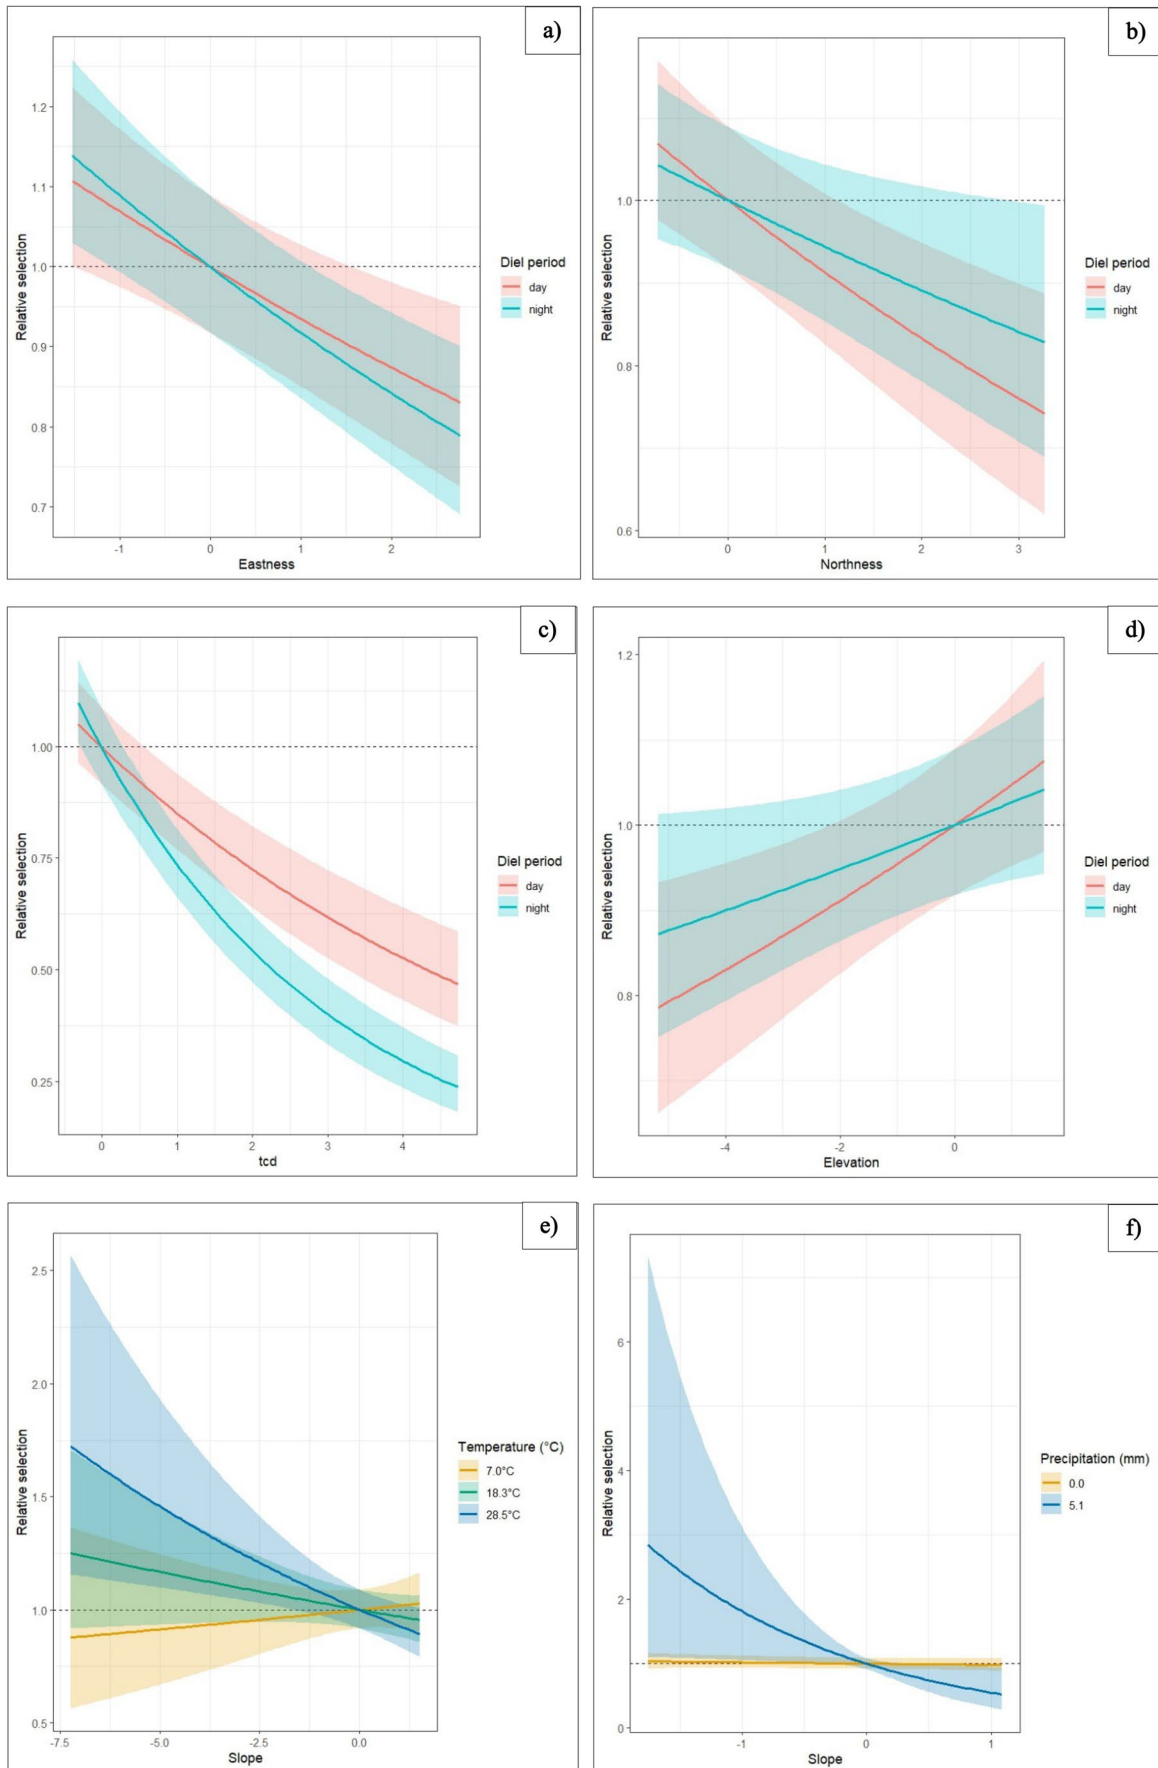 a)
1.2
1.1
1.0
0.9
0.8
0.7
Relative selection
-1
0
1
2
Eastness
Diel period
day
night
b)
1.0
0.8
0.6
Relative selection
0
1
2
3
Northness
Diel period
day
night
c)
1.00
0.75
0.50
0.25
Relative selection
0
1
2
3
4
tcd
Diel period
day
night
d)
1.2
1.0
0.8
Relative selection
-4
-2
0
Elevation
Diel period
day
night
e)
2.5
2.0
1.5
1.0
0.5
Relative selection
-7.5
-5.0
-2.5
0.0
Slope
Temperature (°C)
7.0°C
18.3°C
28.5°C
f)
6
4
2
0
Relative selection
-1
0
1
Slope
Precipitation (mm)
0.0
5.1